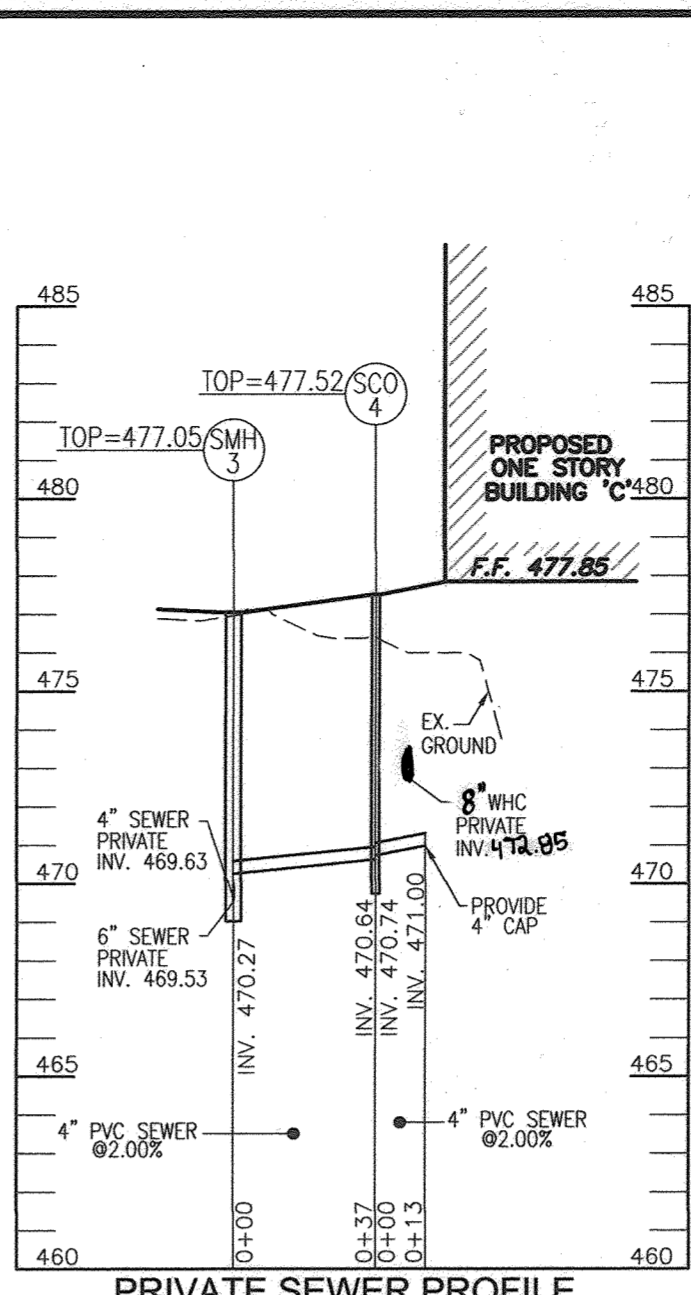 485
485
TOP=477.52
SCO
4
TOP=477.05
SMH
3
PROPOSED
ONE STORY
BUILDING 'C'
480
480
F.F. 477.85
475
475
EX.
GROUND
8" WHC
PRIVATE
INV. 472.85
4" SEWER
PRIVATE
INV. 469.63
470
470
PROVIDE
4" CAP
6" SEWER
PRIVATE
INV. 469.53
INV. 470.27
INV. 470.64
INV. 470.74
INV. 471.00
465
465
4" PVC SEWER
@2.00%
4" PVC SEWER
@2.00%
0+00
0+37
0+00
0+13
460
460
PRIVATE SEWER PROFILE